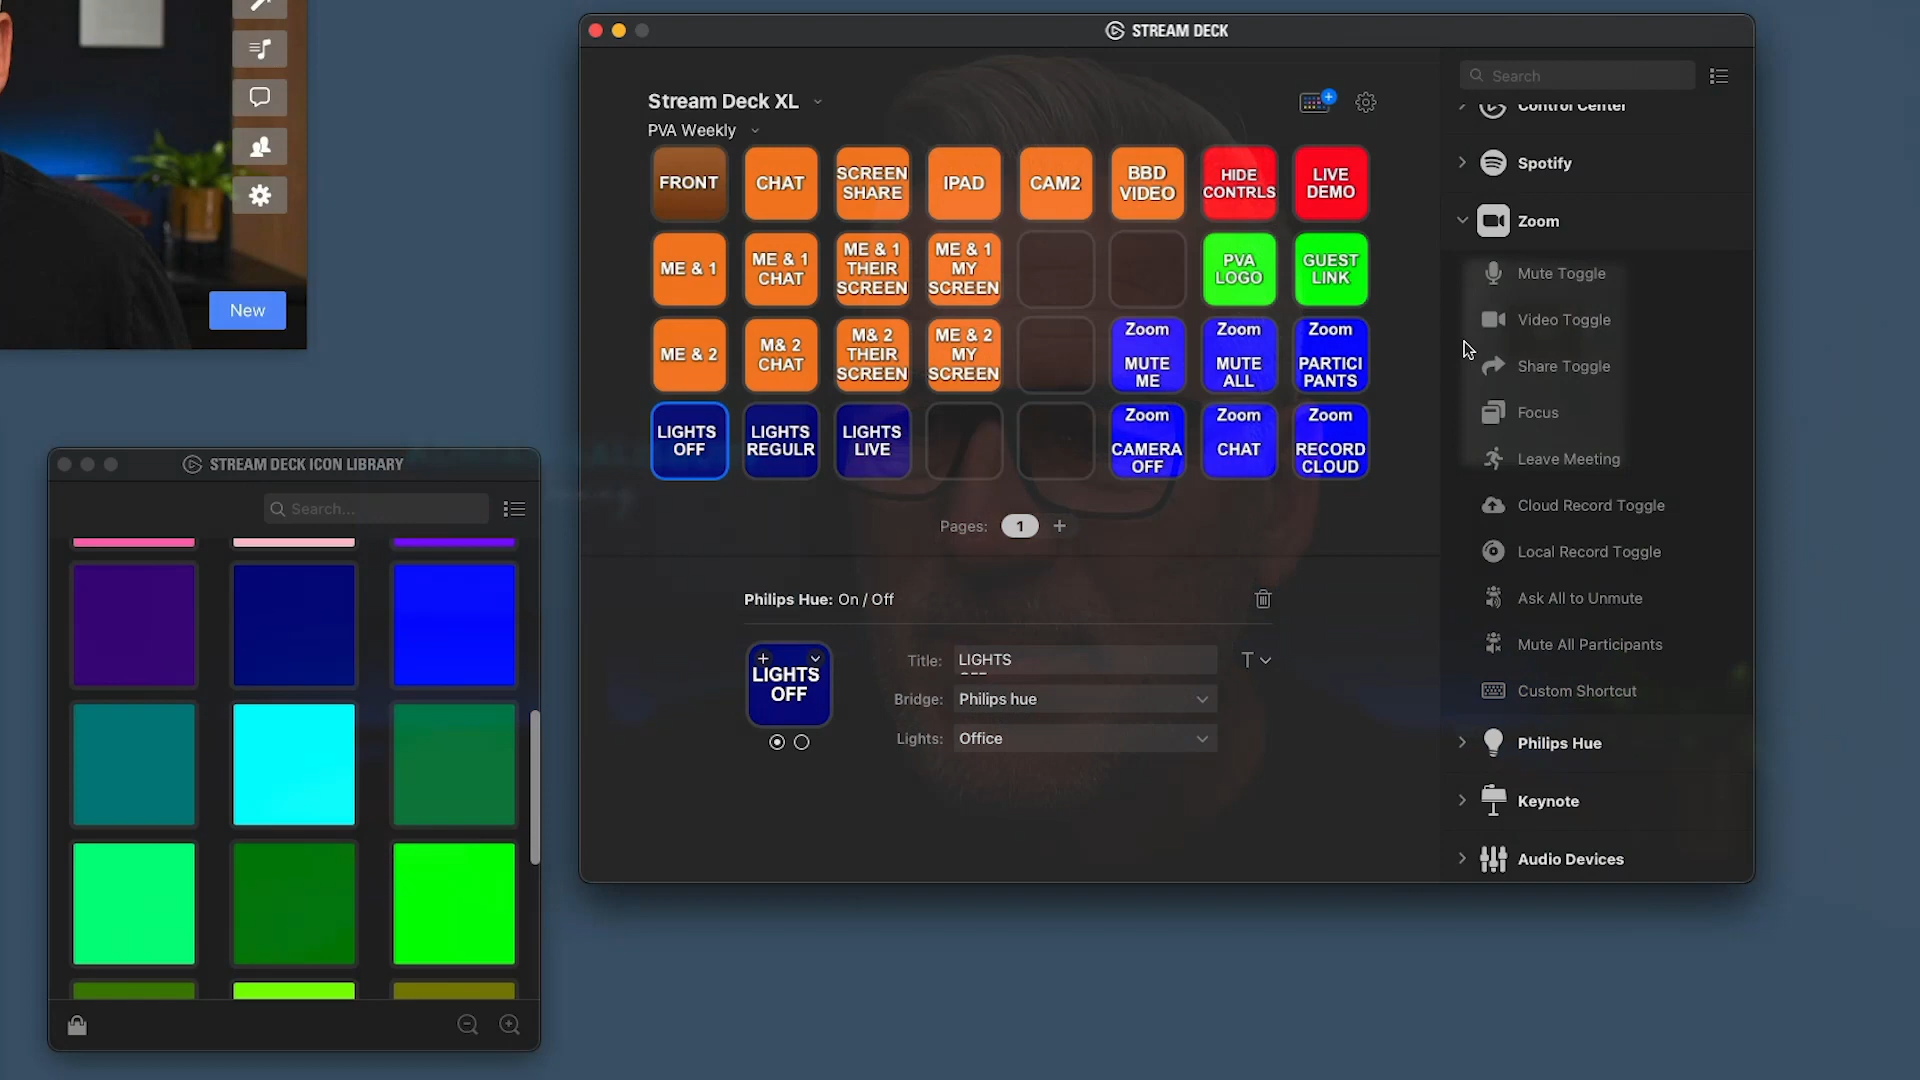 STREAM DECK
Search
Control Center
Stream Deck XL
PVA Weekly
FRONT
CHAT
SCREEN
SHARE
IPAD
CAM2
BBD
VIDEO
HIDE
CONTRLS
LIVE
DEMO
ME & 1
ME & 1
CHAT
ME & 1
THEIR
SCREEN
ME & 1
MY
SCREEN
PVA
LOGO
GUEST
LINK
ME & 2
M& 2
CHAT
M& 2
THEIR
SCREEN
ME & 2
MY
SCREEN
Zoom
MUTE
ME
Zoom
MUTE
ALL
Zoom
PARTICI
PANTS
LIGHTS
OFF
LIGHTS
REGULR
LIGHTS
LIVE
Zoom
CAMERA
OFF
Zoom
CHAT
Zoom
RECORD
CLOUD
Pages: 1 +
Philips Hue: On / Off
LIGHTS
OFF
Title: LIGHTS
Bridge: Philips hue
Lights: Office
T
Spotify
Zoom
Mute Toggle
Video Toggle
Share Toggle
Focus
Leave Meeting
Cloud Record Toggle
Local Record Toggle
Ask All to Unmute
Mute All Participants
Custom Shortcut
Philips Hue
Keynote
Audio Devices
New
STREAM DECK ICON LIBRARY
Search...